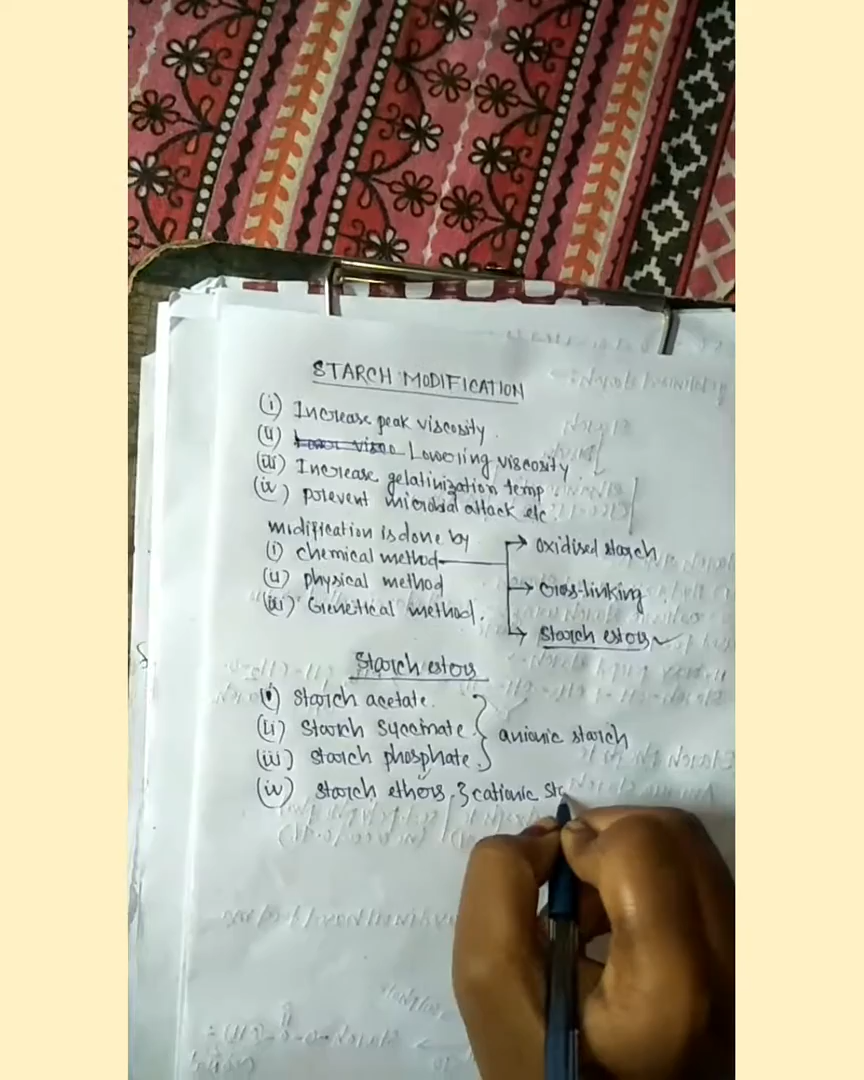 STARCH MODIFICATION
(i) Increase peak viscosity.
(ii) Lowering viscosity
(iii) Increase gelatinization temp
(iv) prevent microbial attack etc
modification is done by
(i) chemical method → oxidised starch
(ii) physical method → Cross-linking
(iii) Genetical method. → Starch esters ✓
Starch esters
(i) Starch acetate.
(ii) Starch Succinate. } anionic starch
(iii) starch phosphate.
(iv) starch ethers. } cationic sta